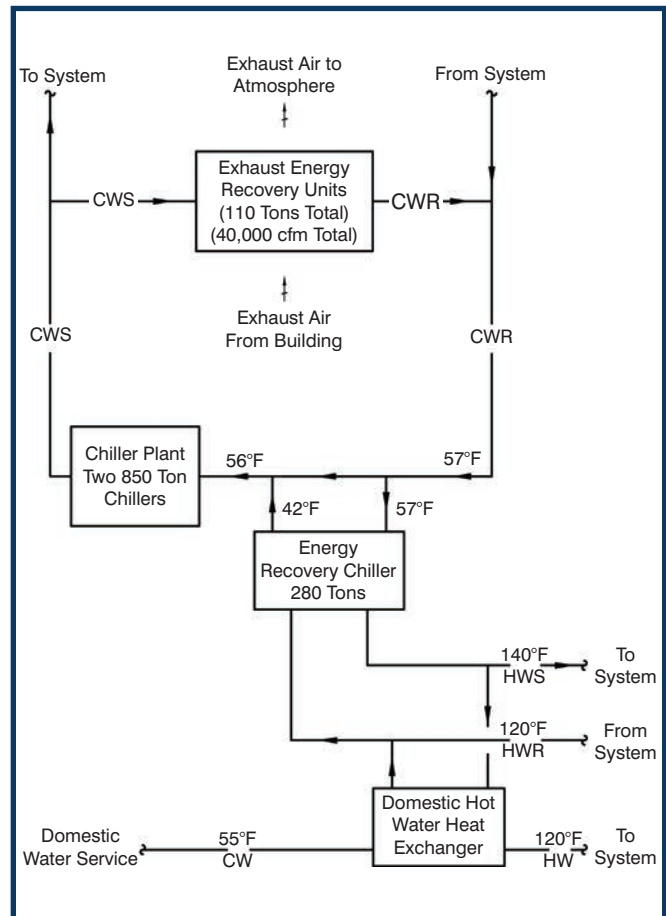 To System
Exhaust Air to
Atmosphere
From System
CWS
Exhaust Energy
Recovery Units
(110 Tons Total)
(40,000 cfm Total)
CWR
CWS
Exhaust Air
From Building
CWR
Chiller Plant
Two 850 Ton
Chillers
56°F
57°F
42°F
57°F
Energy
Recovery Chiller
280 Tons
140°F
HWS
To
System
120°F
HWR
From
System
Domestic
Water Service
55°F
CW
Domestic Hot
Water Heat
Exchanger
120°F
HW
To
System